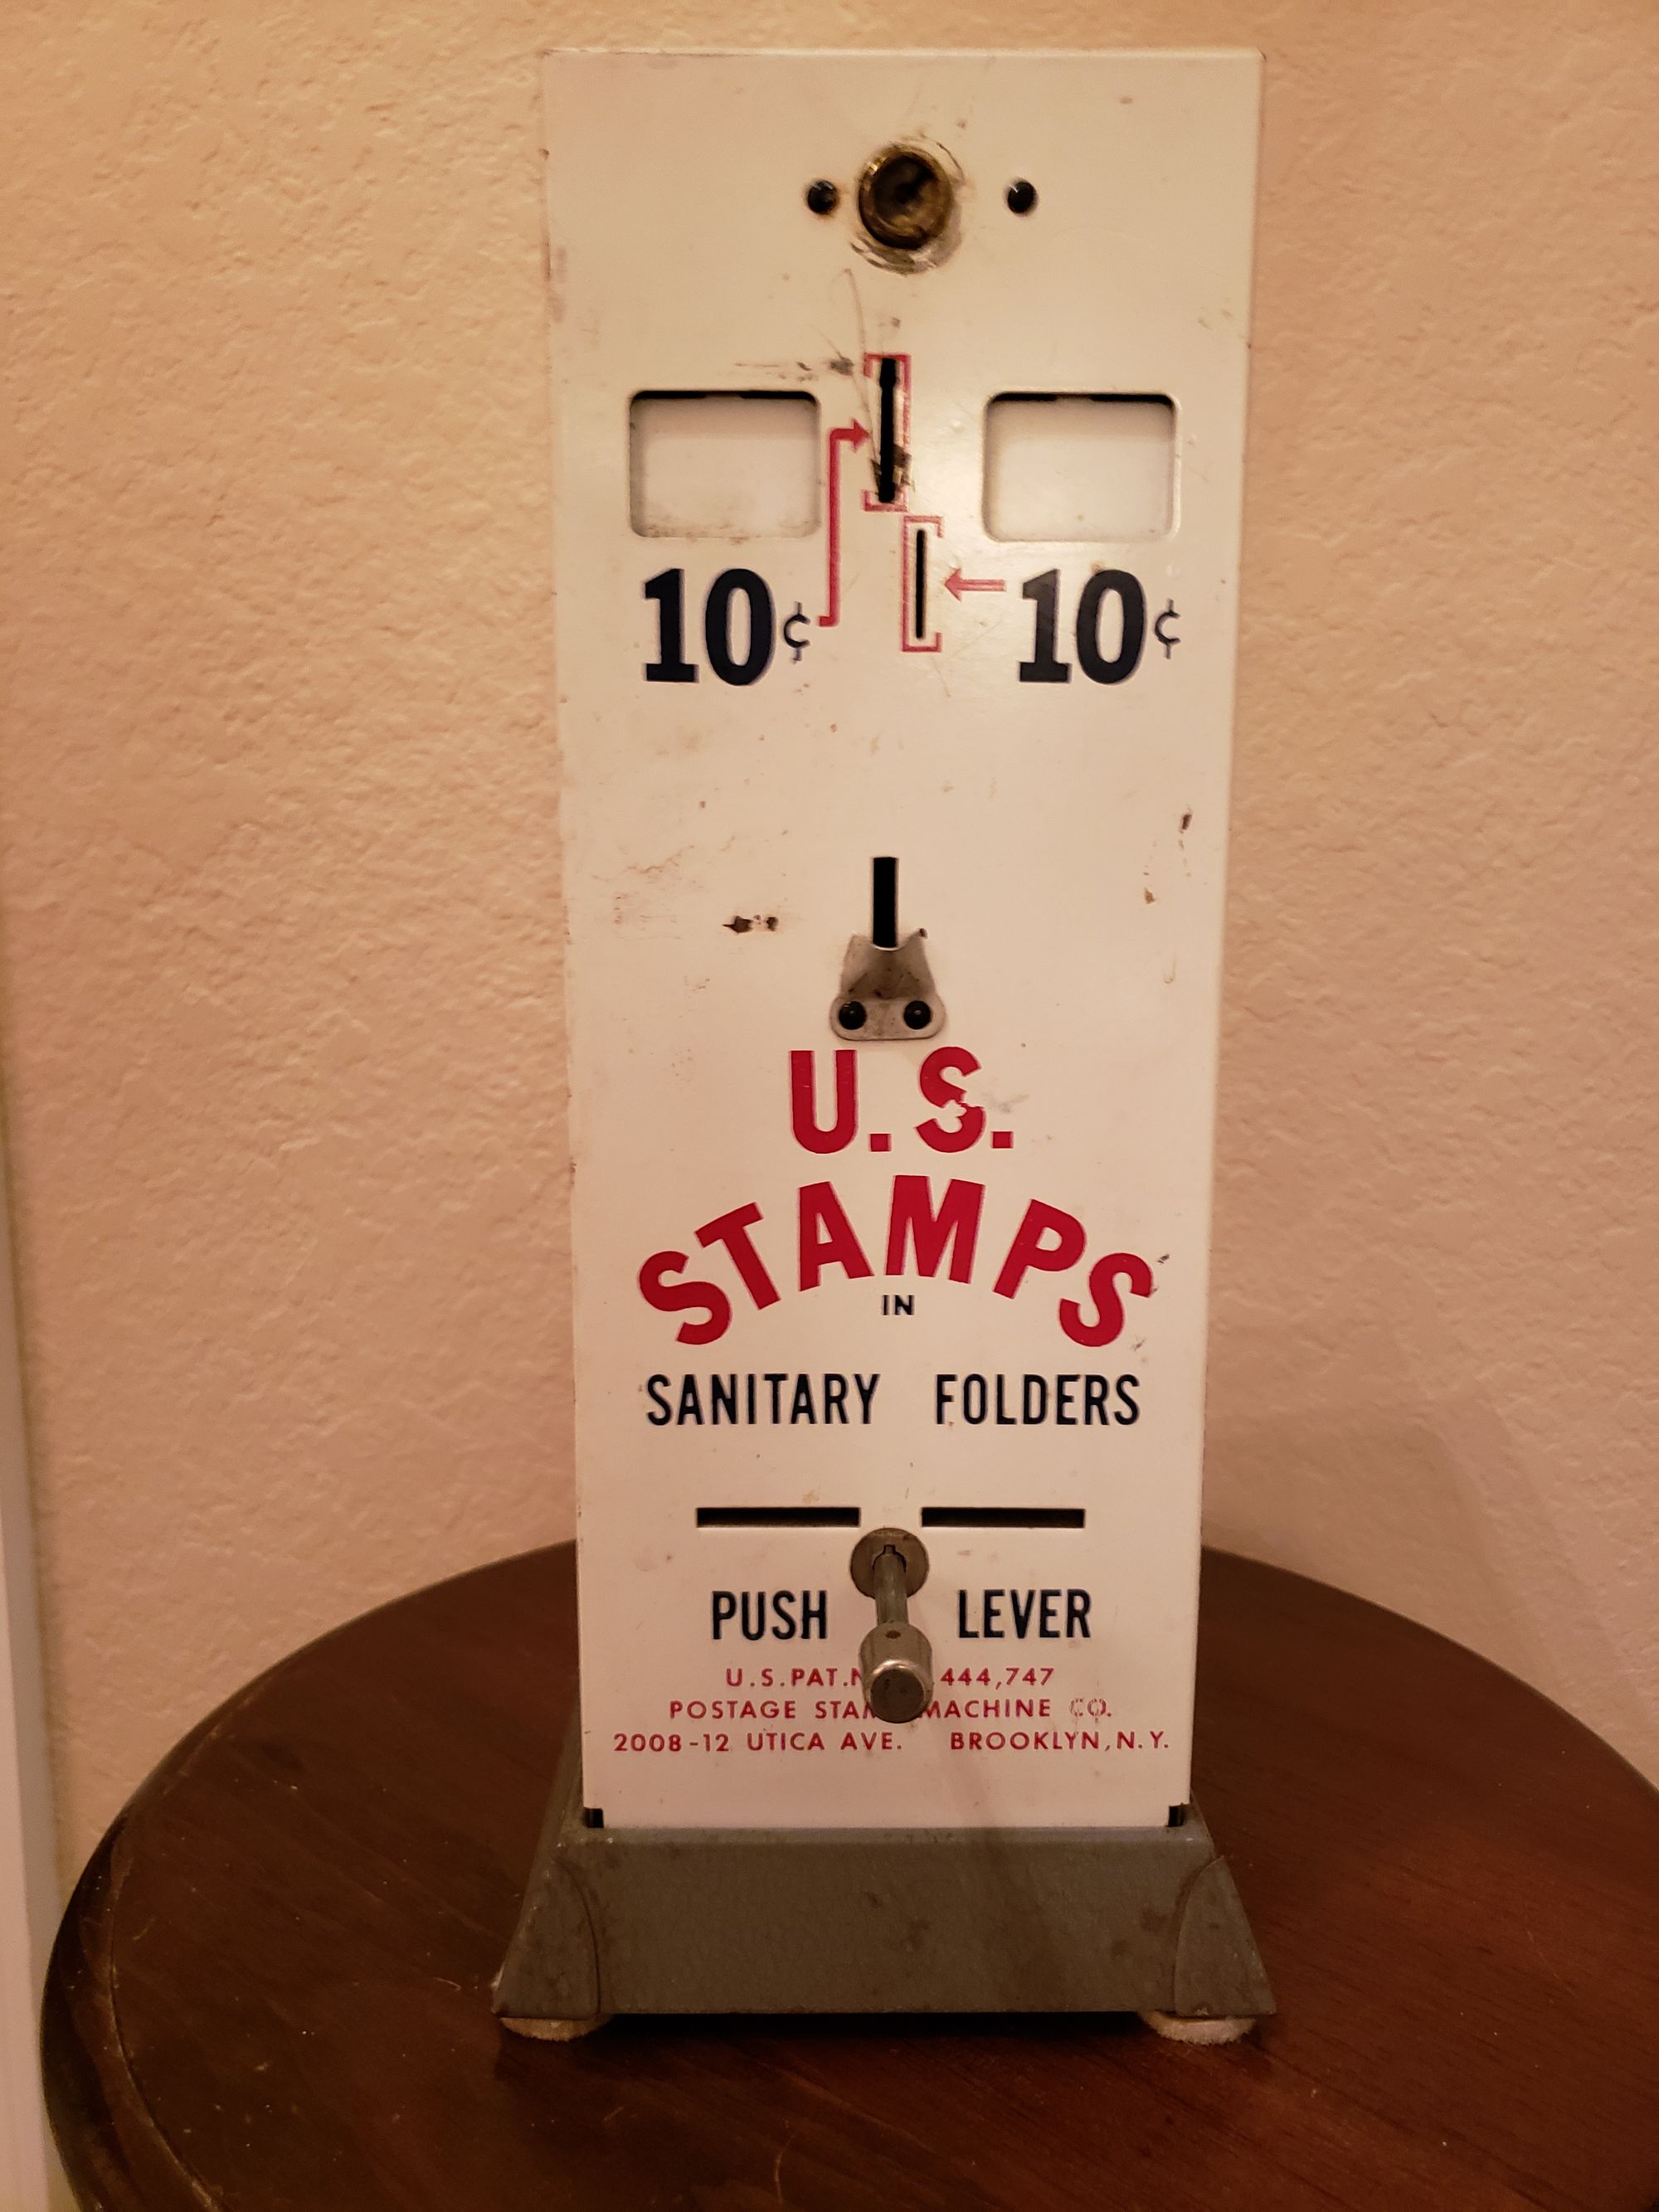 10¢ 10¢
U.S.
STAMPS
IN
SANITARY FOLDERS
PUSH LEVER
U.S.PAT. 444,747
POSTAGE MACHINE CO.
2008-12 UTICA AVE. BROOKLYN, N.Y.